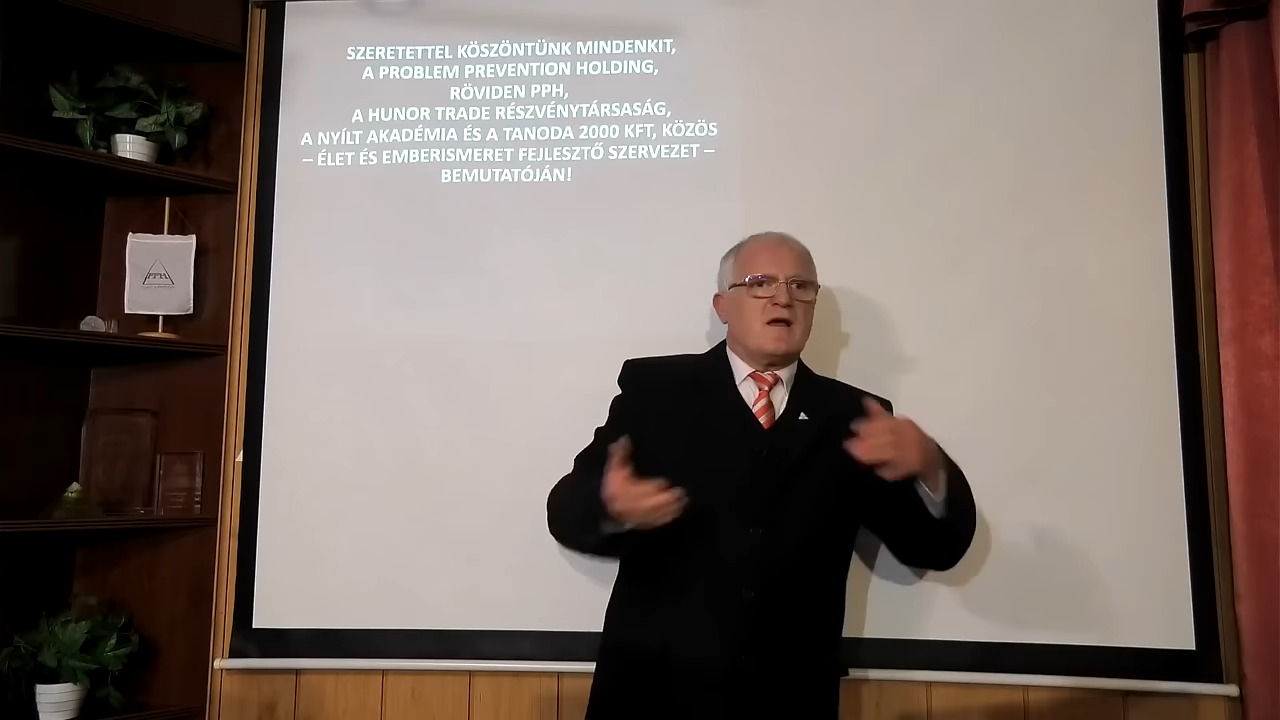 SZERETETTEL KÖSZÖNTÜNK MINDENKIT,
A PROBLEM PREVENTION HOLDING,
RÖVIDEN PPH,
A HUNOR TRADE RÉSZVÉNYTÁRSASÁG,
A NYÍLT AKADÉMIA ÉS A TANODA 2000 KFT, KÖZÖS
– ÉLET ÉS EMBERISMERET FEJLESZTŐ SZERVEZET –
BEMUTATÓJÁN!
PPH